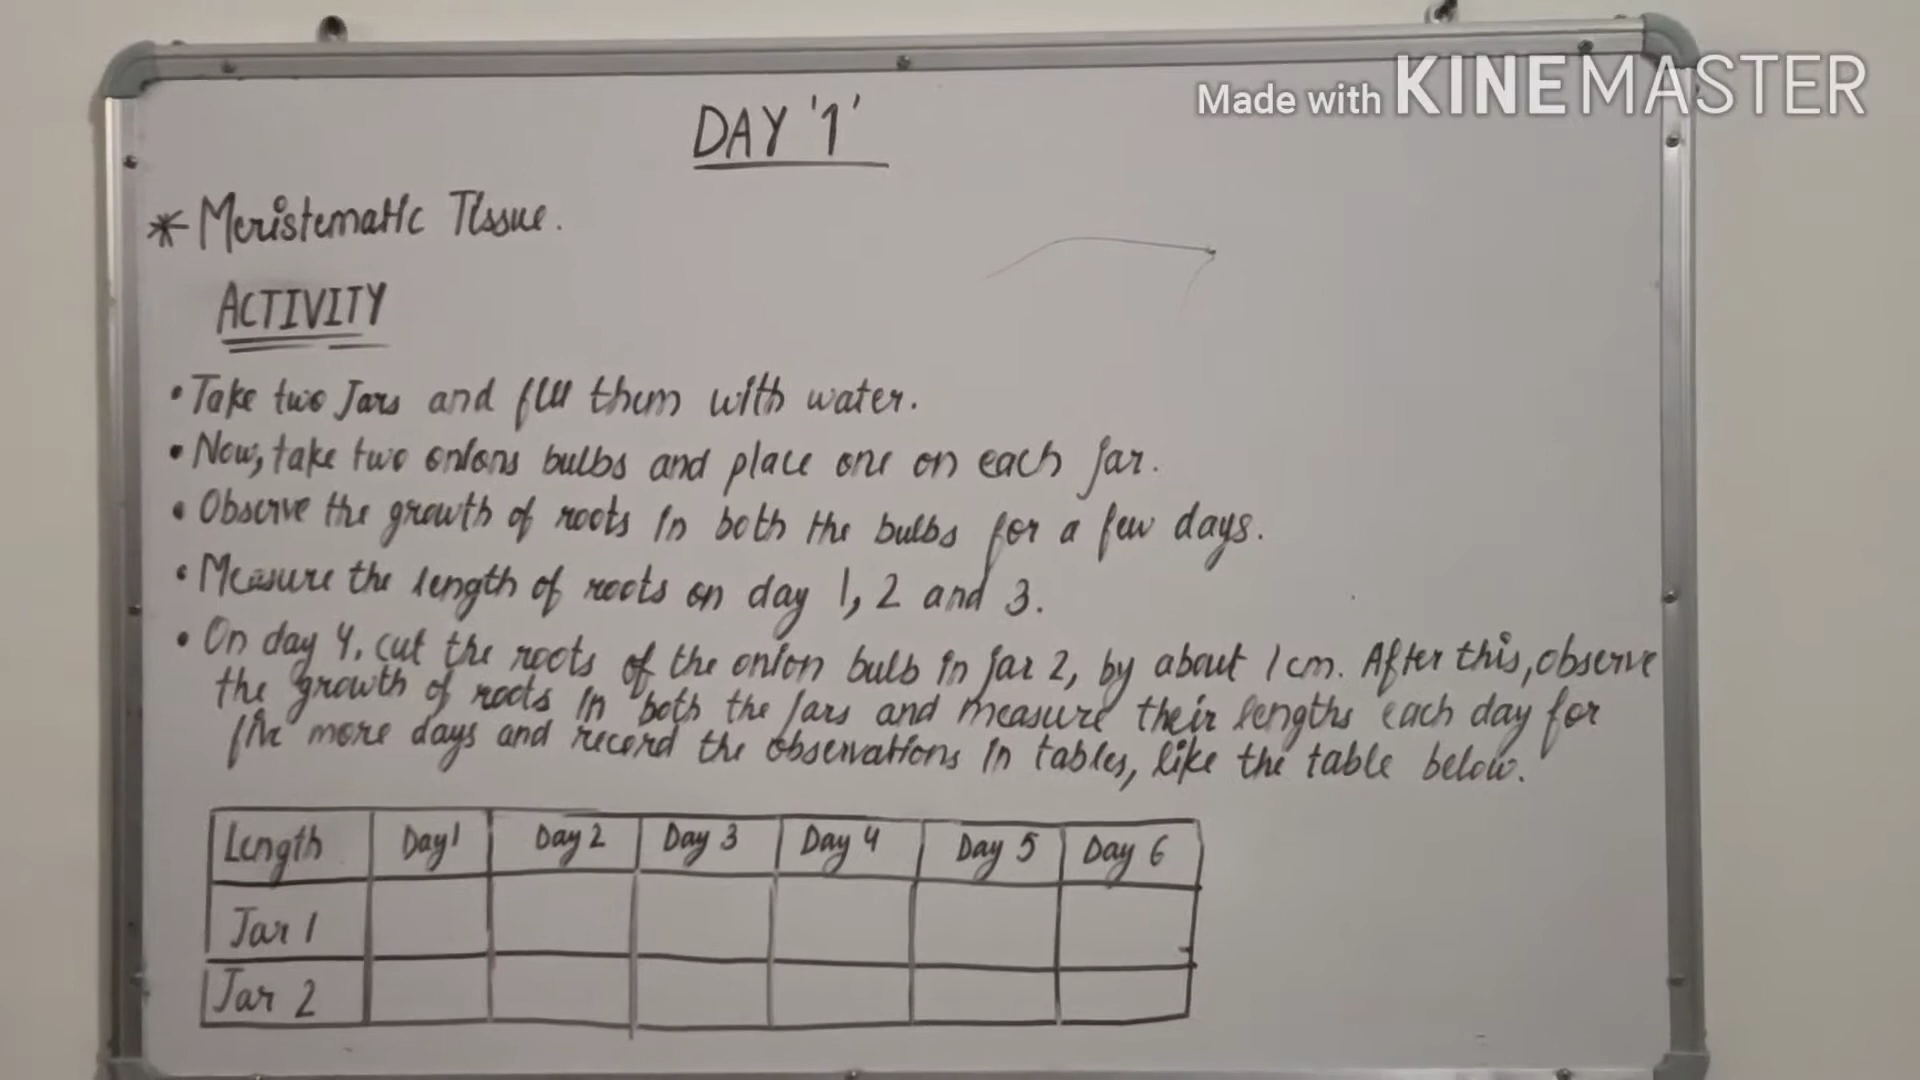 Made with KINEMASTER
DAY '1'
* Meristematic Tissue.
ACTIVITY
• Take two Jars and fill them with water.
• Now, take two onions bulbs and place one on each jar.
• Observe the growth of roots in both the bulbs for a few days.
• Measure the length of roots on day 1, 2 and 3.
• On day 4, cut the roots of the onion bulb in jar 2, by about 1 cm. After this, observe
the growth of roots in both the jars and measure their lengths each day for
five more days and record the observations in tables, like the table below.
Length Day 1 Day 2 Day 3 Day 4 Day 5 Day 6
Jar 1
Jar 2